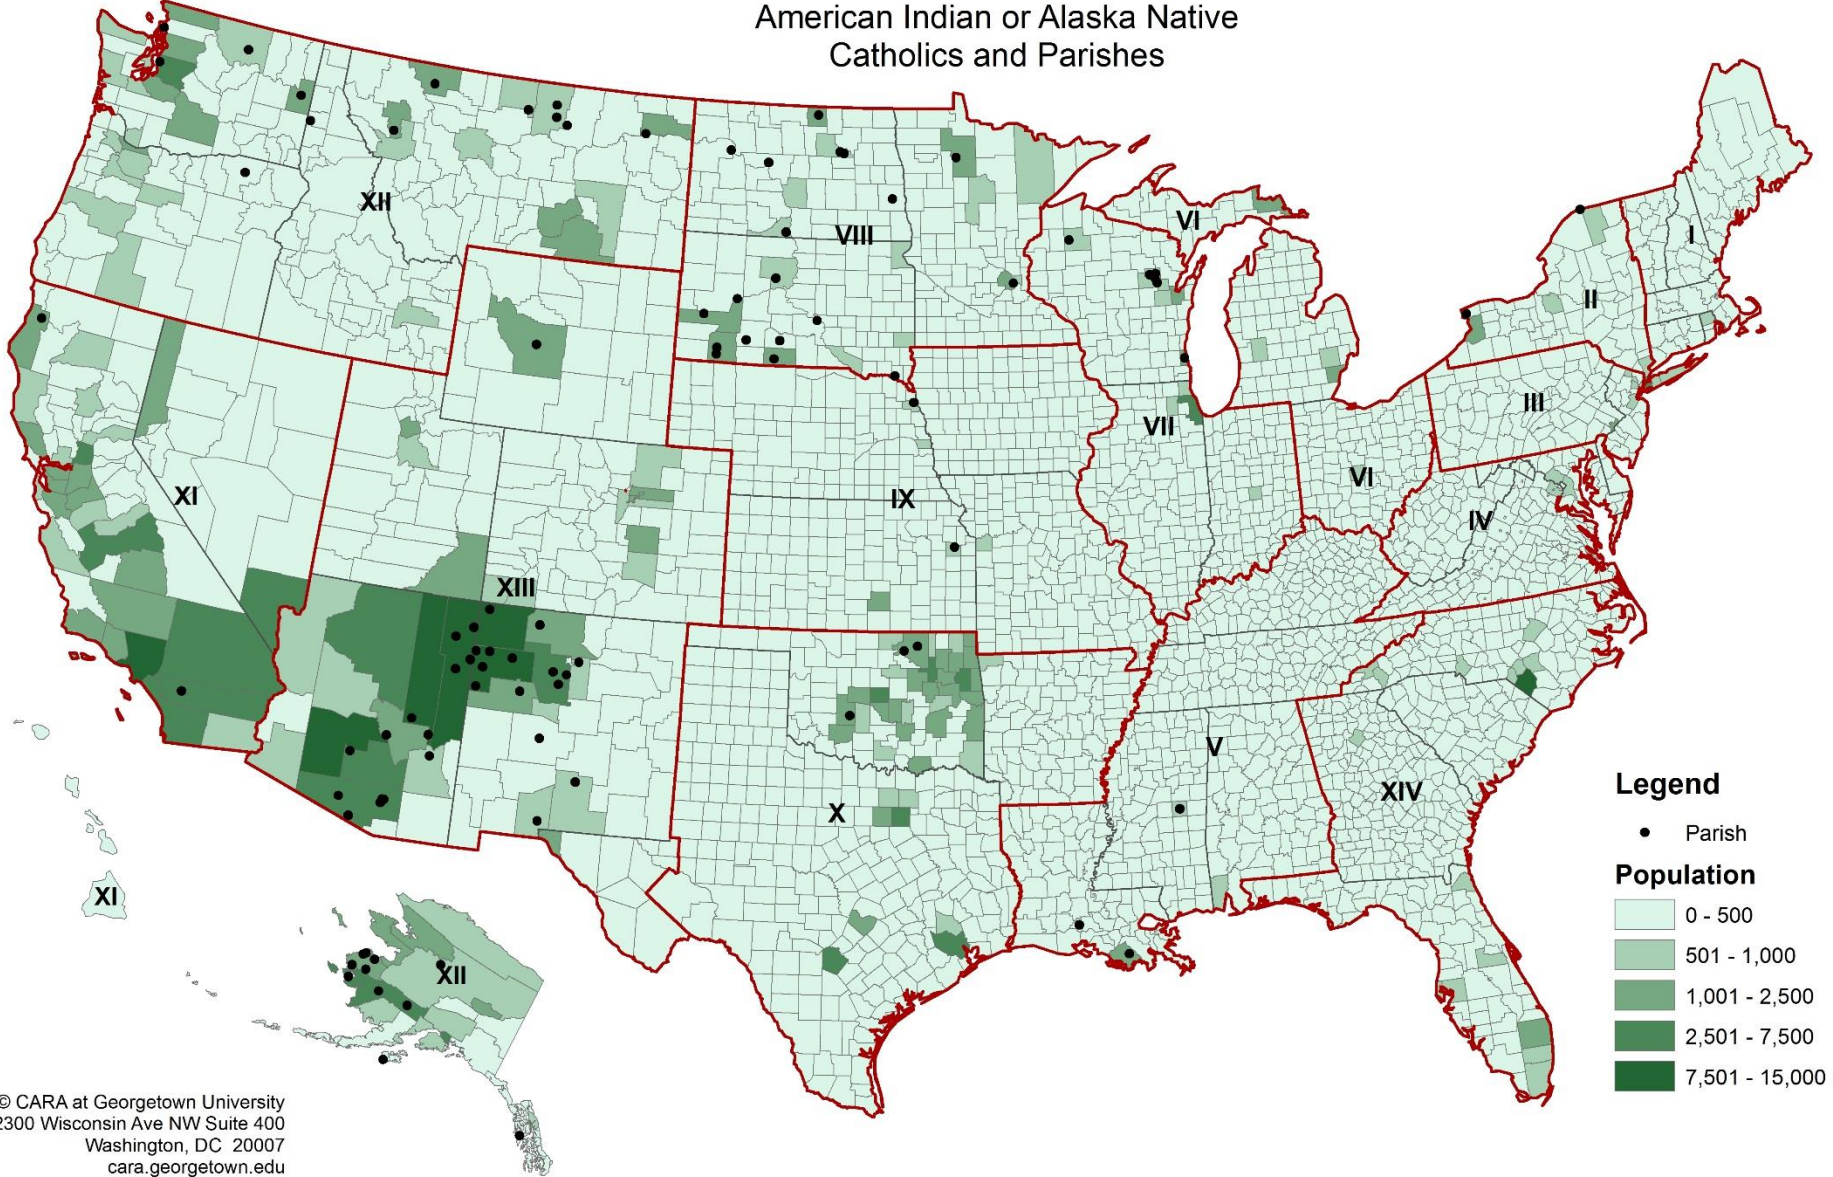 American Indian or Alaska Native
Catholics and Parishes
XII
VIII
VI
I
II
III
VII
VI
XI
IX
IV
XIII
V
X
XIV
XI
XII
Legend
Parish
Population
0 - 500
501 - 1,000
1,001 - 2,500
2,501 - 7,500
7,501 - 15,000
© CARA at Georgetown University
2300 Wisconsin Ave NW Suite 400
Washington, DC 20007
cara.georgetown.edu